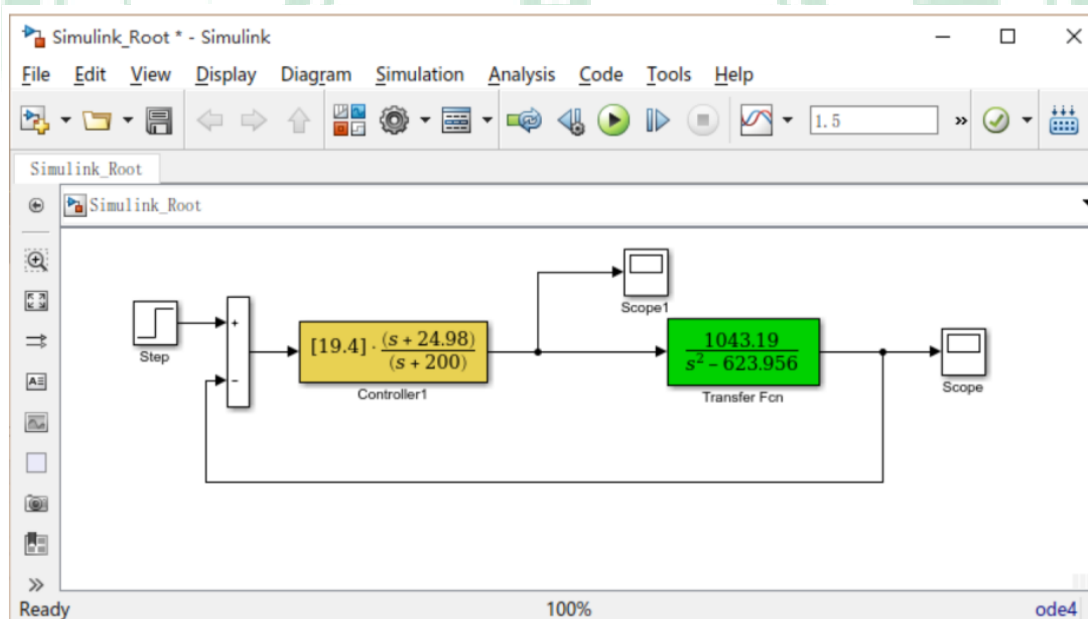 Simulink_Root * - Simulink
File Edit View Display Diagram Simulation Analysis Code Tools Help
1.5 »
Simulink_Root
Simulink_Root
Step
+
−
[19.4] · (s + 24.98) / (s + 200)
Controller1
Scope1
1043.19 / s² − 623.956
Transfer Fcn
Scope
Ready 100% ode4